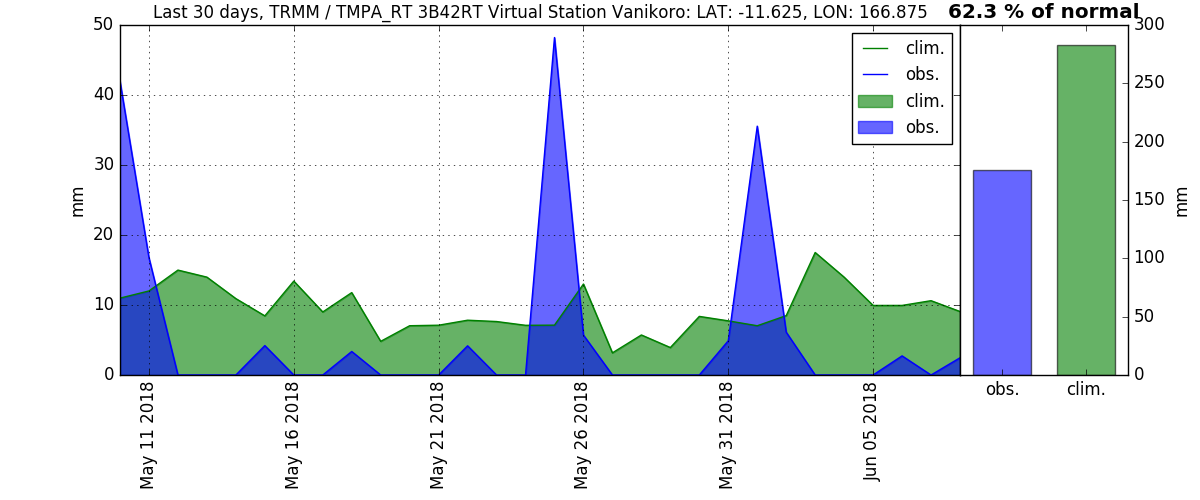 Last 30 days, TRMM / TMPA_RT 3B42RT Virtual Station Vanikoro: LAT: -11.625, LON: 166.875 62.3 % of normal
50
40
30
20
10
0
mm
clim.
obs.
clim.
obs.
300
250
200
150
100
50
0
mm
obs.
clim.
May 11 2018
May 16 2018
May 21 2018
May 26 2018
May 31 2018
Jun 05 2018